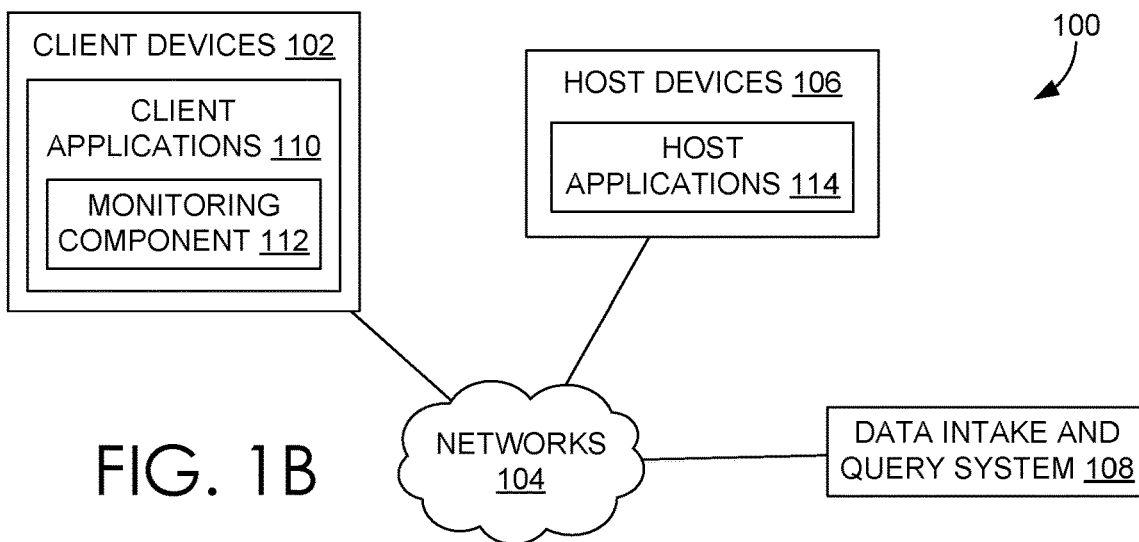 100
CLIENT DEVICES 102
CLIENT
APPLICATIONS 110
MONITORING
COMPONENT 112
HOST DEVICES 106
HOST
APPLICATIONS 114
NETWORKS
104
DATA INTAKE AND
QUERY SYSTEM 108
FIG. 1B